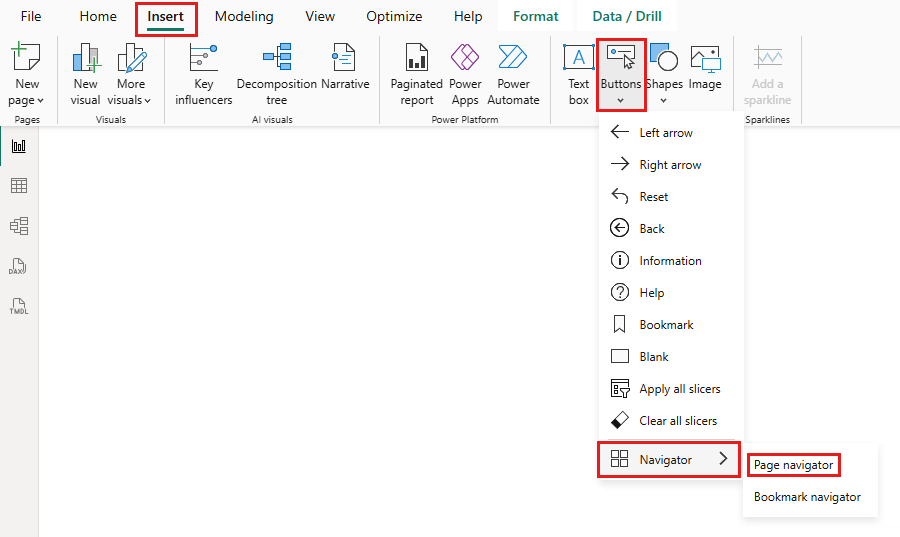 File Home Insert Modeling View Optimize Help Format Data / Drill
New page
New visual
More visuals
Key influencers
Decomposition tree
Narrative
Paginated report
Power Apps
Power Automate
Text box
Buttons
Shapes
Image
Add a sparkline
Pages Visuals AI visuals Power Platform Sparklines
Left arrow
Right arrow
Reset
Back
Information
Help
Bookmark
Blank
Apply all slicers
Clear all slicers
Navigator
Page navigator
Bookmark navigator
DAX
TMDL